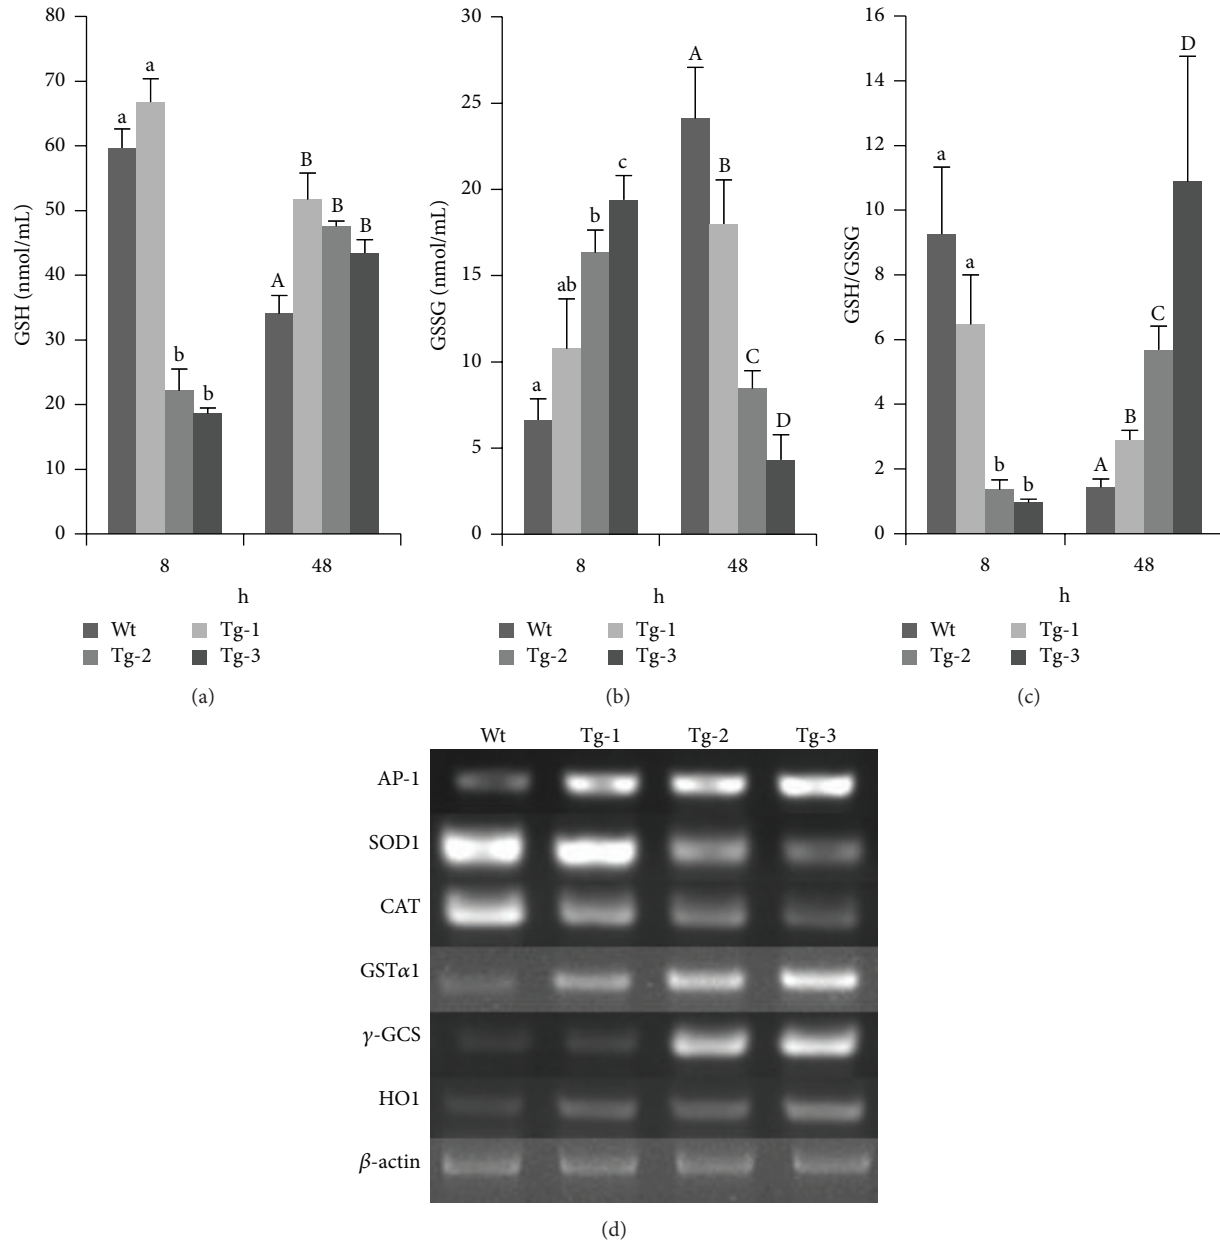 80
70
60
50
40
30
20
10
0
GSH (nmol/mL)
a
a
b
b
A
B
B
B
8
48
h
Wt
Tg-1
Tg-2
Tg-3
(a)
30
25
20
15
10
5
0
GSSG (nmol/mL)
a
ab
b
c
A
B
C
D
8
48
h
Wt
Tg-1
Tg-2
Tg-3
(b)
16
14
12
10
8
6
4
2
0
GSH/GSSG
a
a
b
b
A
B
C
D
8
48
h
Wt
Tg-1
Tg-2
Tg-3
(c)
Wt Tg-1 Tg-2 Tg-3
AP-1
SOD1
CAT
GSTα1
γ-GCS
HO1
β-actin
(d)